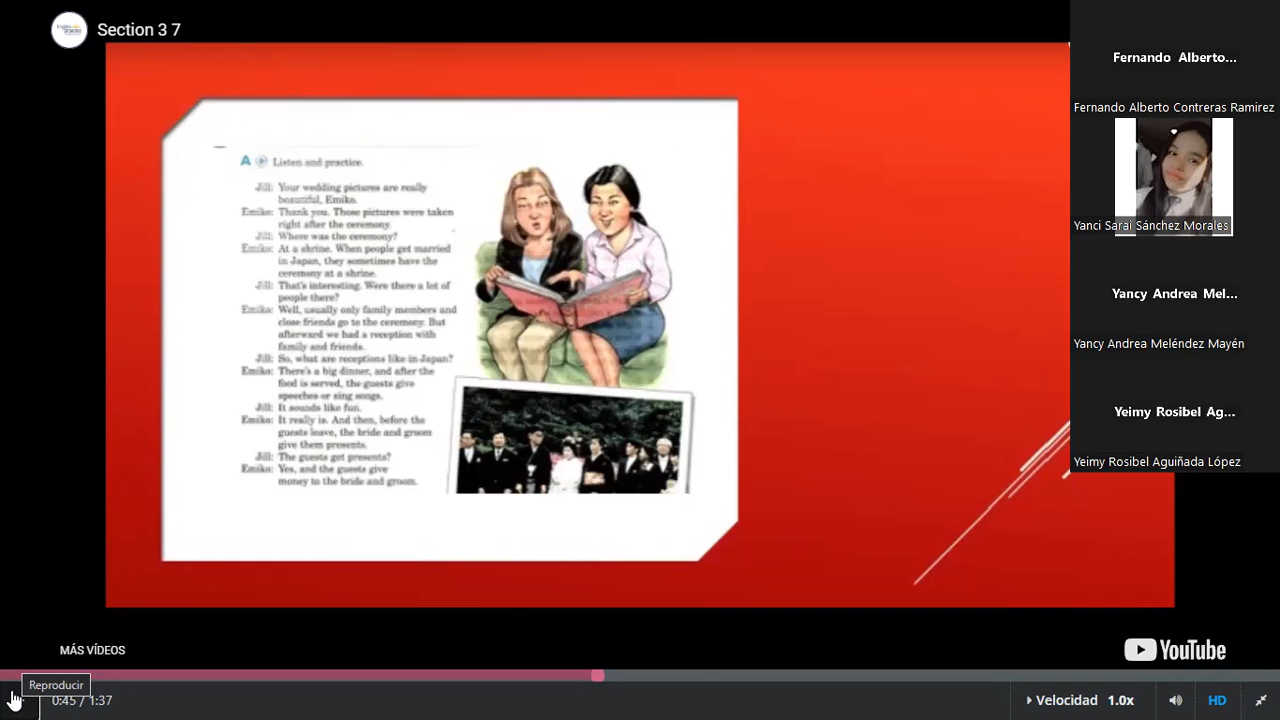 Section 3 7
A Listen and practice.
Jill: Your wedding pictures are really
beautiful, Emiko.
Emiko: Thank you. Those pictures were taken
right after the ceremony.
Jill: Where was the ceremony?
Emiko: At a shrine. When people get married
in Japan, they sometimes have the
ceremony at a shrine.
Jill: That's interesting. Were there a lot of
people there?
Emiko: Well, usually only family members and
close friends go to the ceremony. But
afterward we had a reception with
family and friends.
Jill: So, what are receptions like in Japan?
Emiko: There's a big dinner, and after the
food is served, the guests give
speeches or sing songs.
Jill: It sounds like fun.
Emiko: It really is. And then, before the
guests leave, the bride and groom
give them presents.
Jill: The guests get presents?
Emiko: Yes, and the guests give
money to the bride and groom.
Fernando Alberto...
Fernando Alberto Contreras Ramirez
Yanci Sarai Sánchez Morales
Yancy Andrea Mel...
Yancy Andrea Meléndez Mayén
Yeimy Rosibel Ag...
Yeimy Rosibel Aguiñada Lopez
MÁS VÍDEOS
YouTube
Reproducir
0:45 / 1:37
Velocidad 1.0x
HD